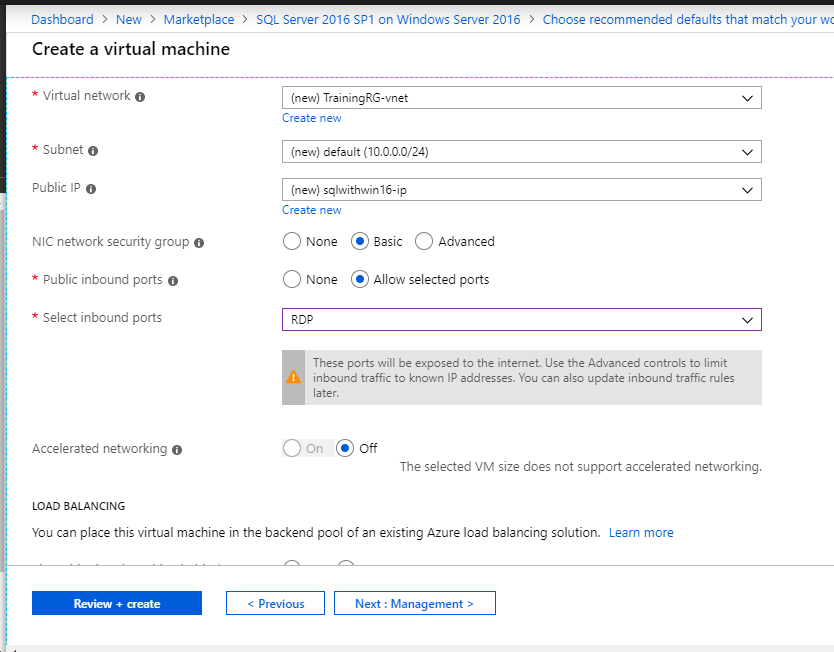 Dashboard > New > Marketplace > SQL Server 2016 SP1 on Windows Server 2016 > Choose recommended defaults that match your
Create a virtual machine
* Virtual network
(new) TrainingRG-vnet
Create new
* Subnet
(new) default (10.0.0.0/24)
Public IP
(new) sqlwithwin16-ip
Create new
NIC network security group
None Basic Advanced
* Public inbound ports
None Allow selected ports
* Select inbound ports
RDP
These ports will be exposed to the internet. Use the Advanced controls to limit
inbound traffic to known IP addresses. You can also update inbound traffic rules
later.
Accelerated networking
On Off
The selected VM size does not support accelerated networking.
LOAD BALANCING
You can place this virtual machine in the backend pool of an existing Azure load balancing solution. Learn more
Review + create
< Previous
Next : Management >